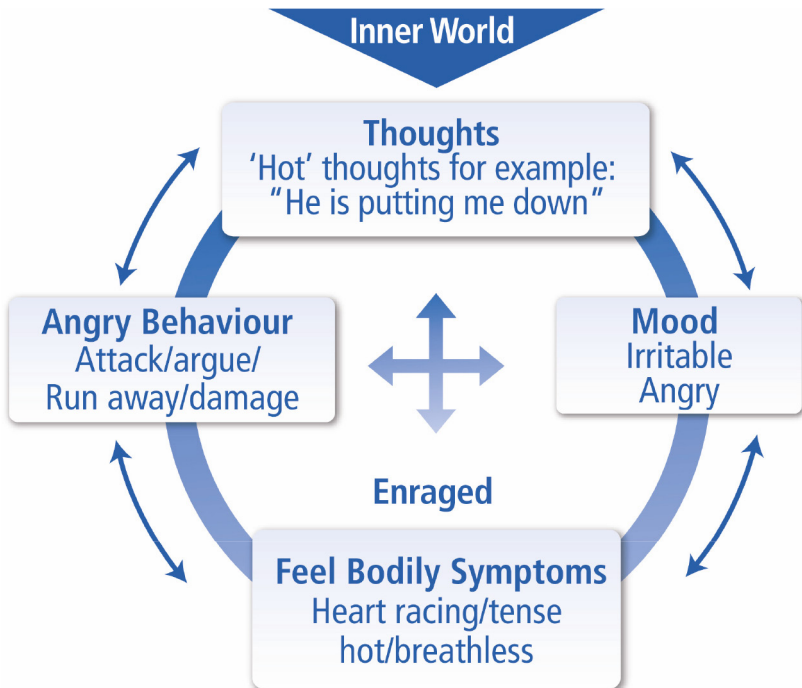 Inner World
Thoughts
‘Hot’ thoughts for example:
“He is putting me down”
Angry Behaviour
Attack/argue/
Run away/damage
Mood
Irritable
Angry
Enraged
Feel Bodily Symptoms
Heart racing/tense
hot/breathless